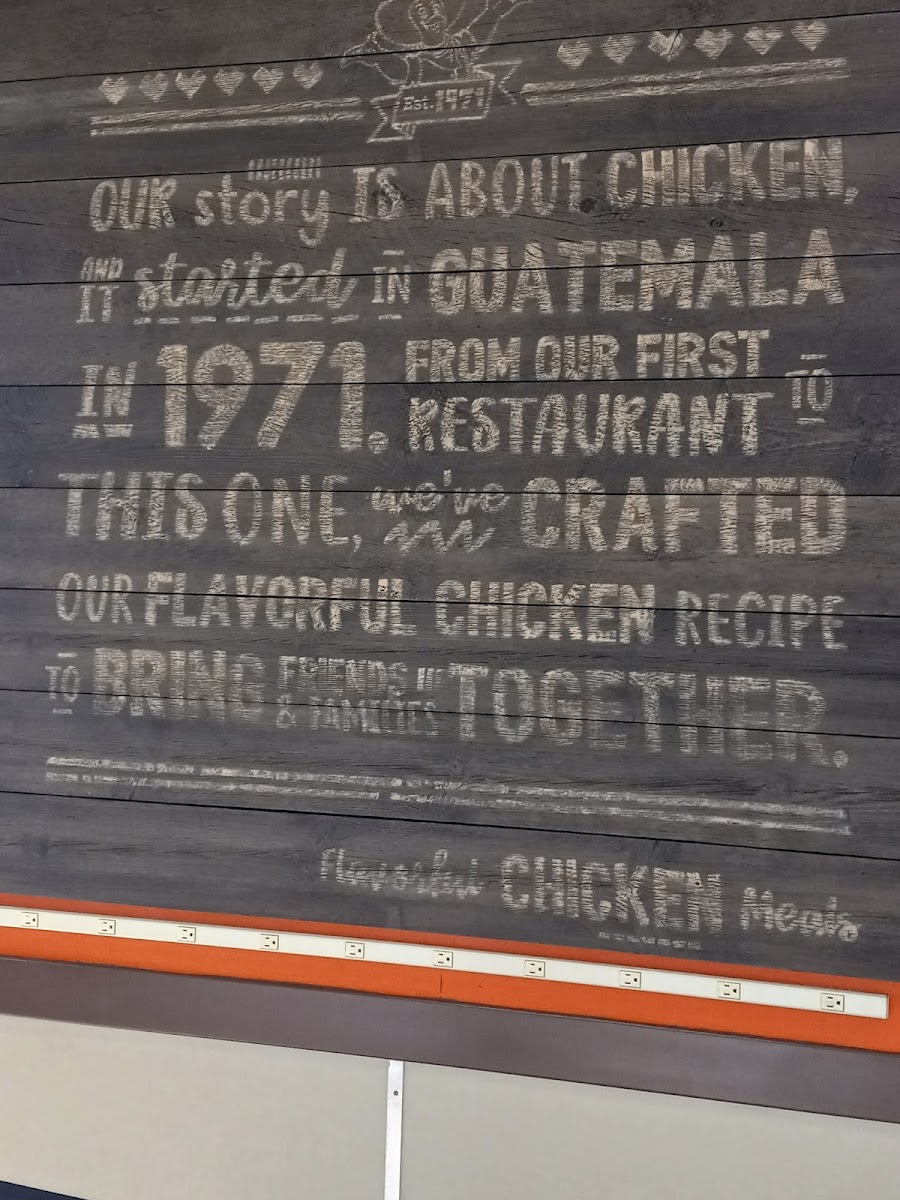 Est. 1971
OUR story IS ABOUT CHICKEN,
AND IT started IN GUATEMALA
IN 1971. FROM OUR FIRST RESTAURANT TO
THIS ONE, we've CRAFTED
OUR FLAVORFUL CHICKEN RECIPE
TO BRING FRIENDS & FAMILIES TOGETHER.
Flavorful CHICKEN Meals